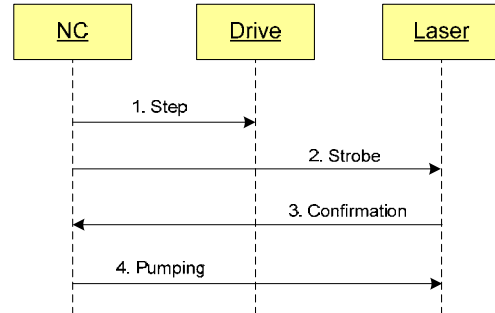 NC
Drive
Laser
1. Step
2. Strobe
3. Confirmation
4. Pumping